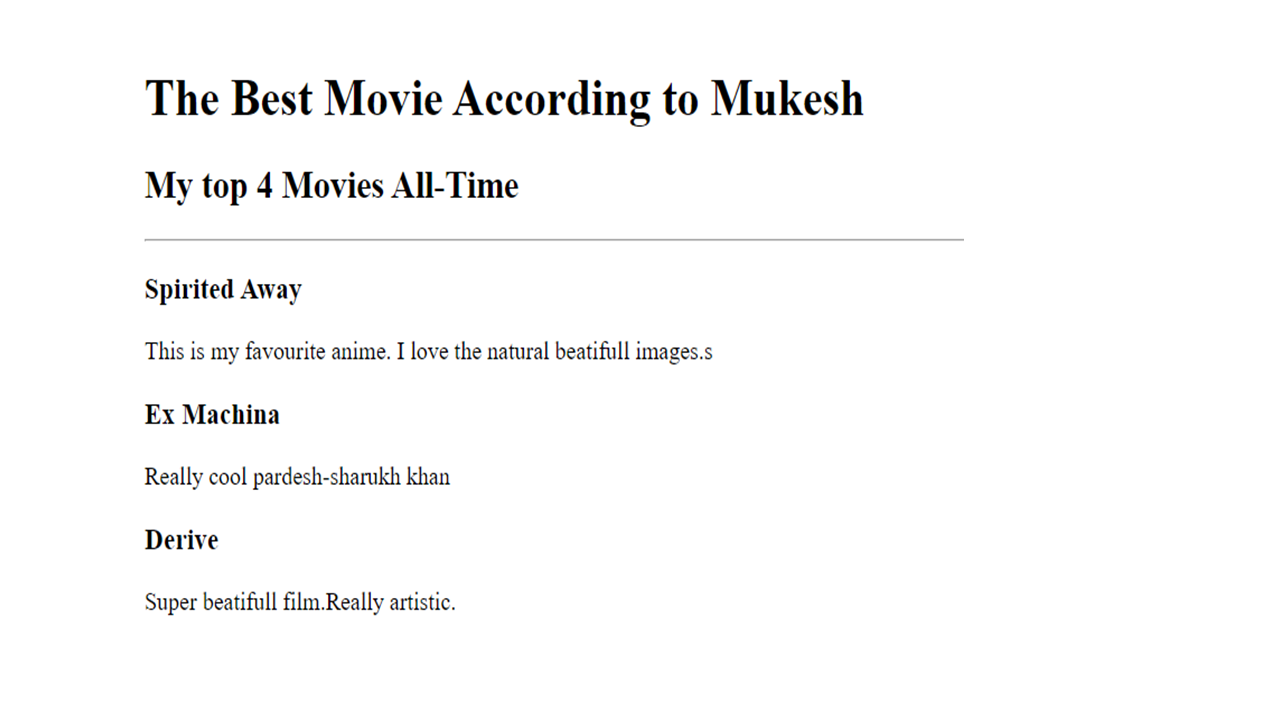 The Best Movie According to Mukesh
My top 4 Movies All-Time
Spirited Away
This is my favourite anime. I love the natural beatifull images.s
Ex Machina
Really cool pardesh-sharukh khan
Derive
Super beatifull film.Really artistic.